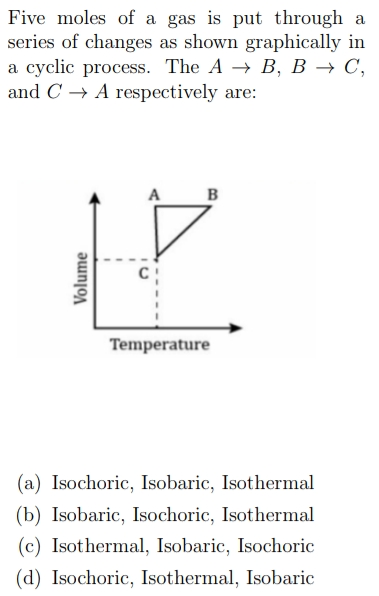 Five moles of a gas is put through a
series of changes as shown graphically in
a cyclic process. The A → B, B → C,
and C → A respectively are:
A B
C
Volume
Temperature
(a) Isochoric, Isobaric, Isothermal
(b) Isobaric, Isochoric, Isothermal
(c) Isothermal, Isobaric, Isochoric
(d) Isochoric, Isothermal, Isobaric